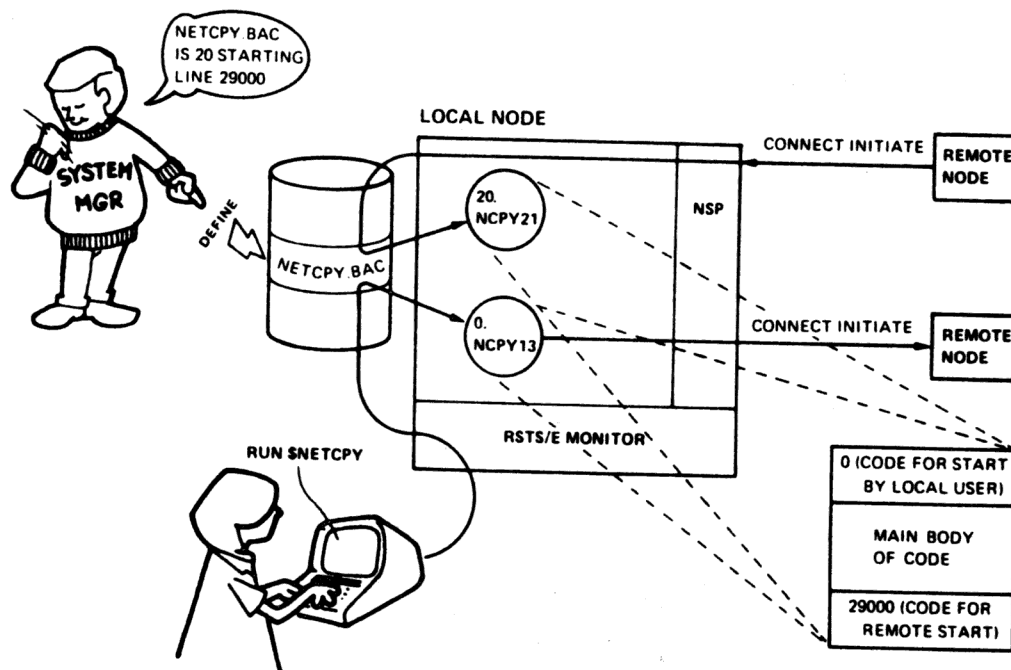 NETCPY.BAC
IS 20 STARTING
LINE 29000
SYSTEM
MGR
DEFINE
NETCPY.BAC
LOCAL NODE
20.
NCPY21
NSP
CONNECT INITIATE
REMOTE
NODE
0.
NCPY13
CONNECT INITIATE
REMOTE
NODE
RSTS/E MONITOR
RUN $NETCPY
0 (CODE FOR START
BY LOCAL USER)
MAIN BODY
OF CODE
29000 (CODE FOR
REMOTE START)